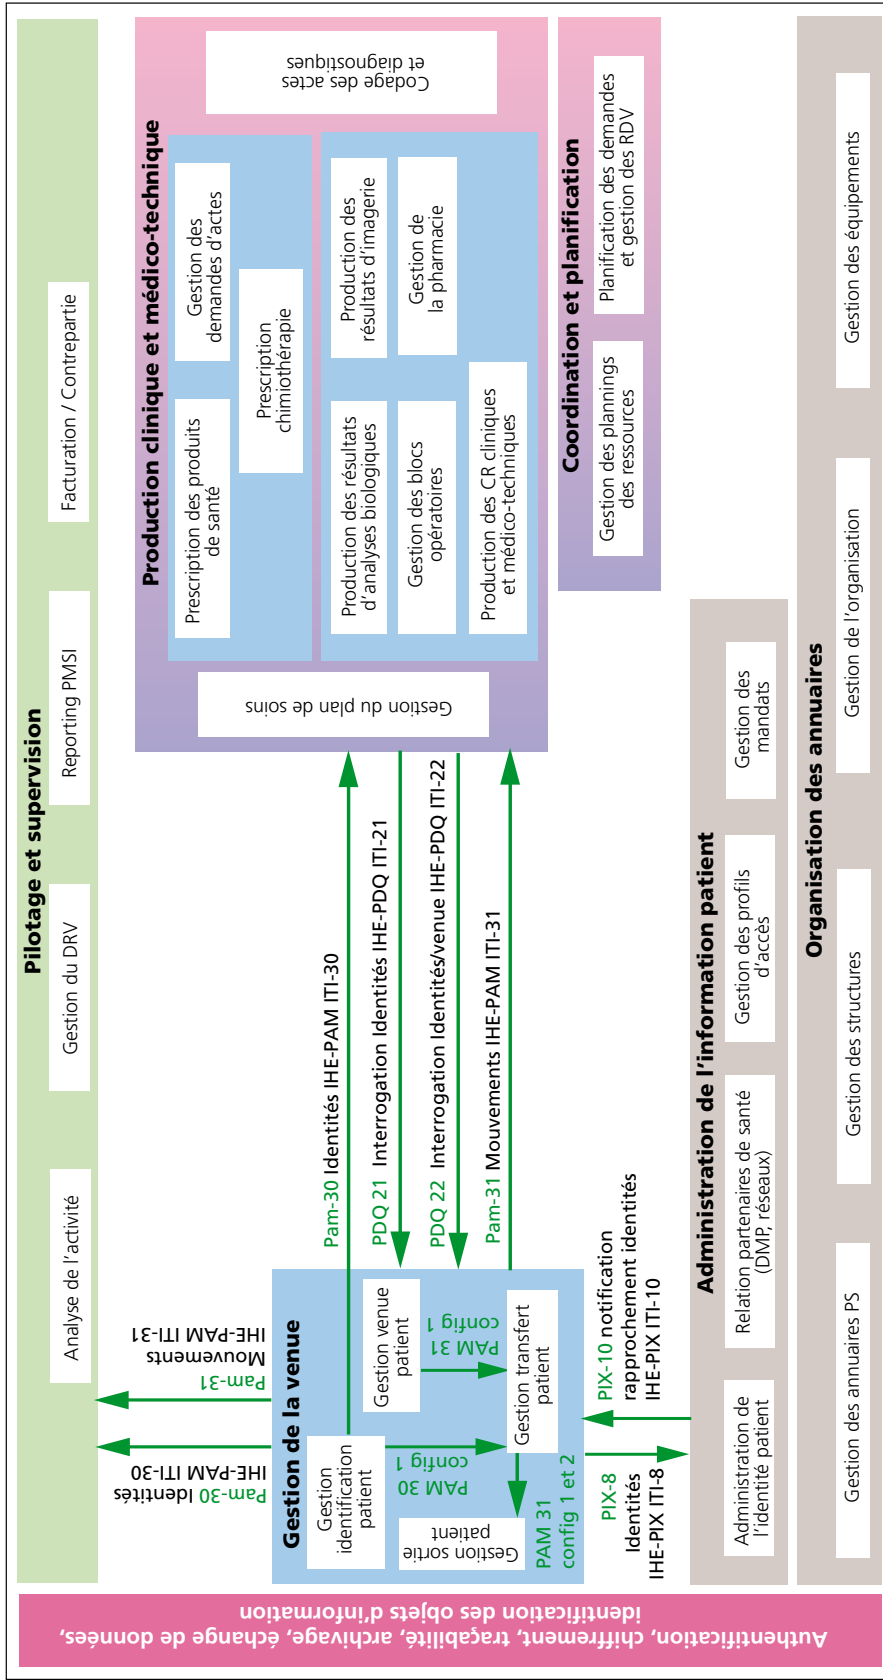 Authentification, chiffrement, traçabilité, archivage, échange de données,
identification des objets d'information
Pilotage et supervision
Analyse de l'activité
Gestion du DRV
Reporting PMSI
Facturation / Contrepartie
Pam-30 Identités
IHE-PAM ITI-30
Pam-31
Mouvements
IHE-PAM ITI-31
Gestion de la venue
Gestion
identification
patient
Gestion venue
patient
PAM 30
config 1
PAM 31
config 1
Gestion sortie
patient
Gestion transfert
patient
PAM 31
config 1 et 2
Pam-30 Identités IHE-PAM ITI-30
PDQ 21 Interrogation Identités IHE-PDQ ITI-21
PDQ 22 Interrogation Identités/venue IHE-PDQ ITI-22
Pam-31 Mouvements IHE-PAM ITI-31
Production clinique et médico-technique
Gestion du plan de soins
Prescription des produits
de santé
Gestion des
demandes d'actes
Prescription
chimiothérapie
Production des résultats
d'analyses biologiques
Production des
résultats d'imagerie
Gestion des blocs
opératoires
Gestion de
la pharmacie
Production des CR cliniques
et médico-techniques
Codage des actes
et diagnostiques
Coordination et planification
Gestion des plannings
des ressources
Planification des demandes
et gestion des RDV
PIX-8
Identités
IHE-PIX ITI-8
PIX-10 notification
rapprochement identités
IHE-PIX ITI-10
Administration de l'information patient
Administration de
l'identité patient
Relation partenaires de santé
(DMP, réseaux)
Gestion des profils
d'accès
Gestion des
mandats
Organisation des annuaires
Gestion des annuaires PS
Gestion des structures
Gestion de l'organisation
Gestion des équipements